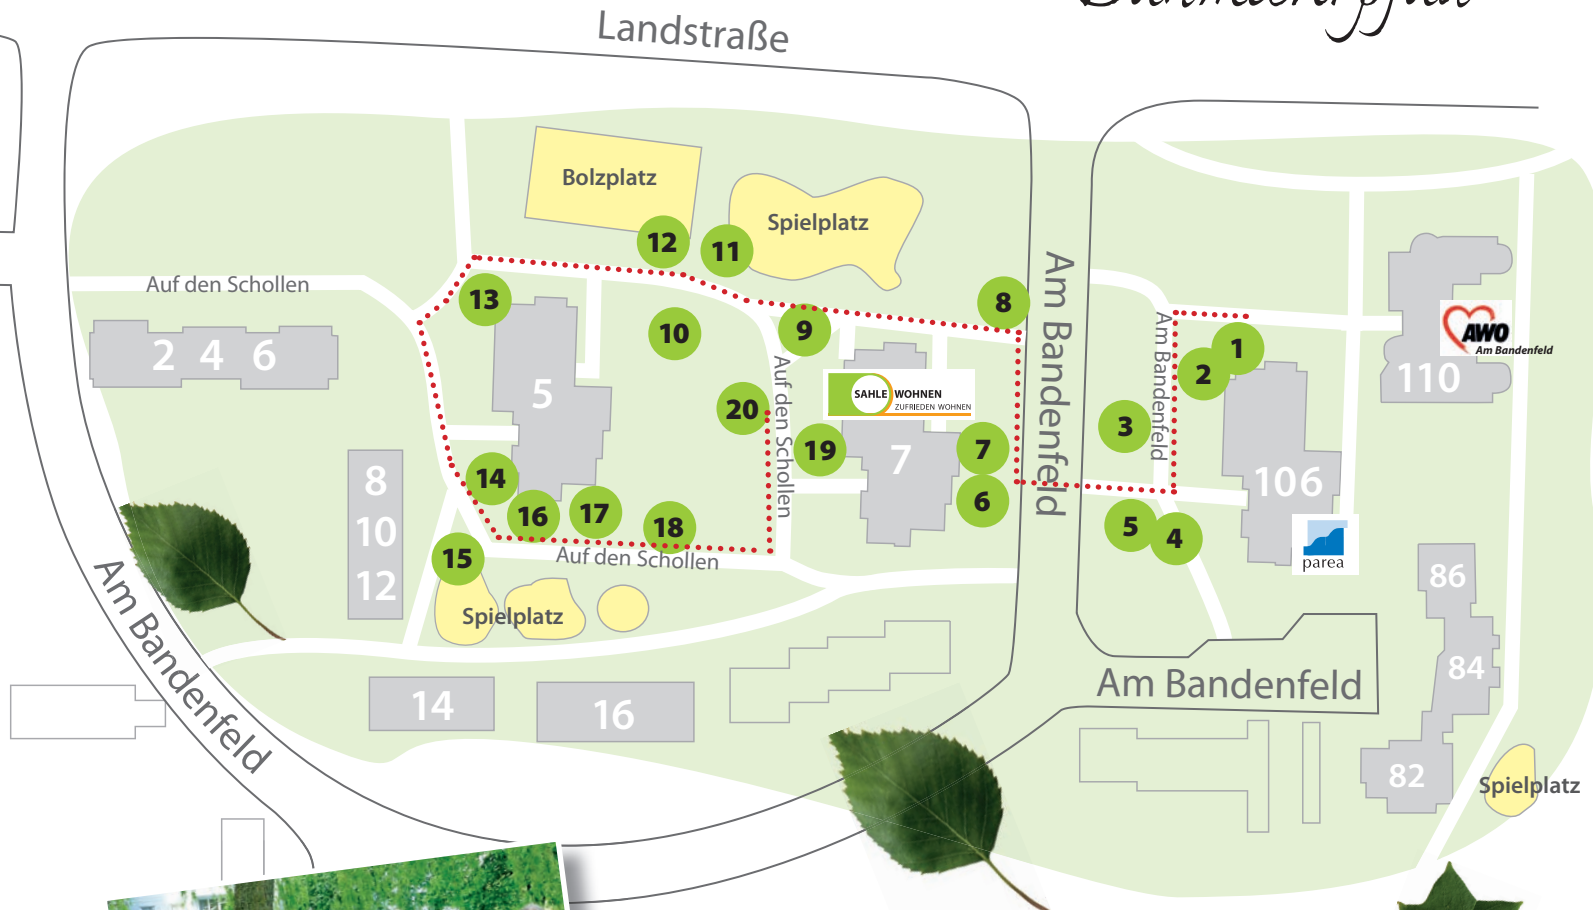 Landstraße
Bolzplatz
Spielplatz
12
11
Auf den Schollen
13
8
9
10
Am Bandenfeld
Am Bandenfeld
1
2
AWO
Am Bandenfeld
110
2 4 6
5
SAHLE WOHNEN
ZUFRIEDEN WOHNEN
20
Auf den Schollen
19
7
7
6
3
106
8
10
12
14
16
17
18
15
Auf den Schollen
5
4
parea
Spielplatz
86
84
82
Am Bandenfeld
Am Bandenfeld
14
16
Spielplatz